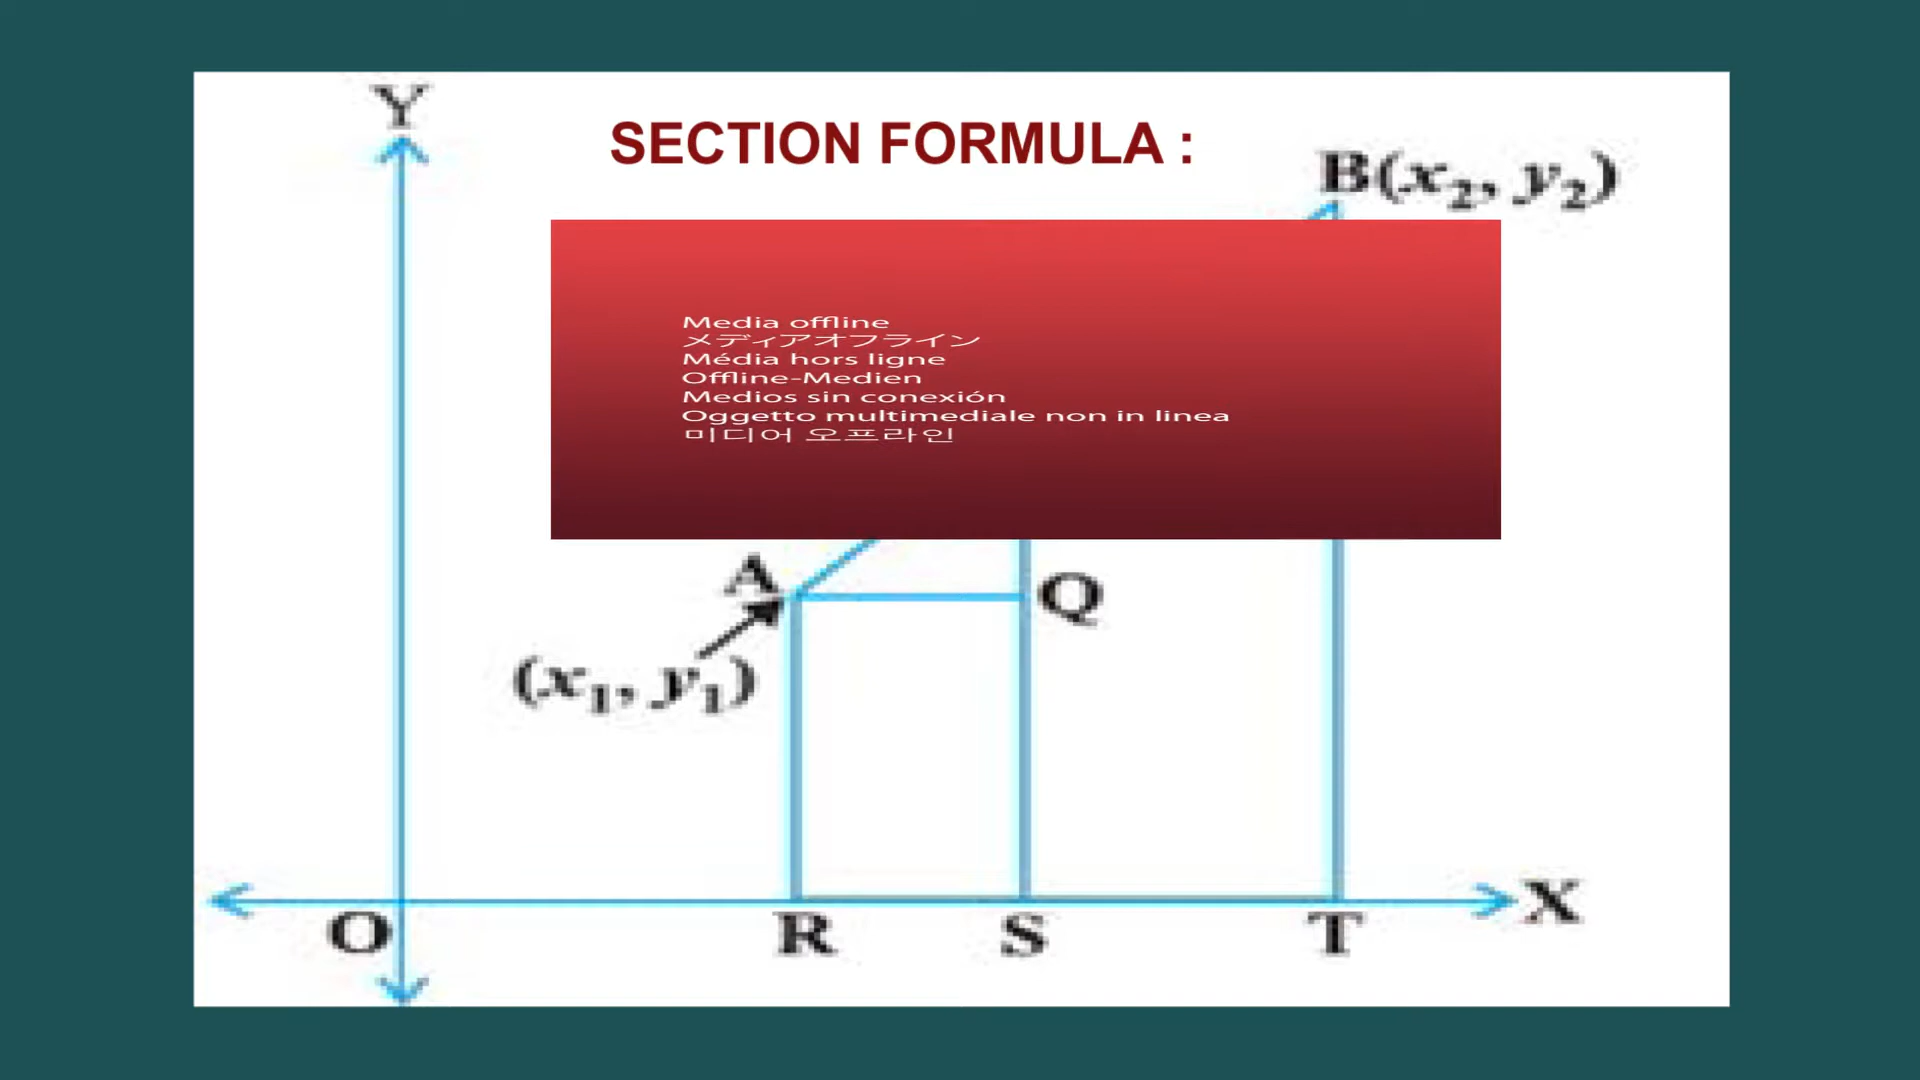 Y
SECTION FORMULA :
B(x₂, y₂)
Media offline
メディアオフライン
Média hors ligne
Offline-Medien
Medios sin conexión
Oggetto multimediale non in linea
미디어 오프라인
A
Q
(x₁, y₁)
X
O
R
S
T